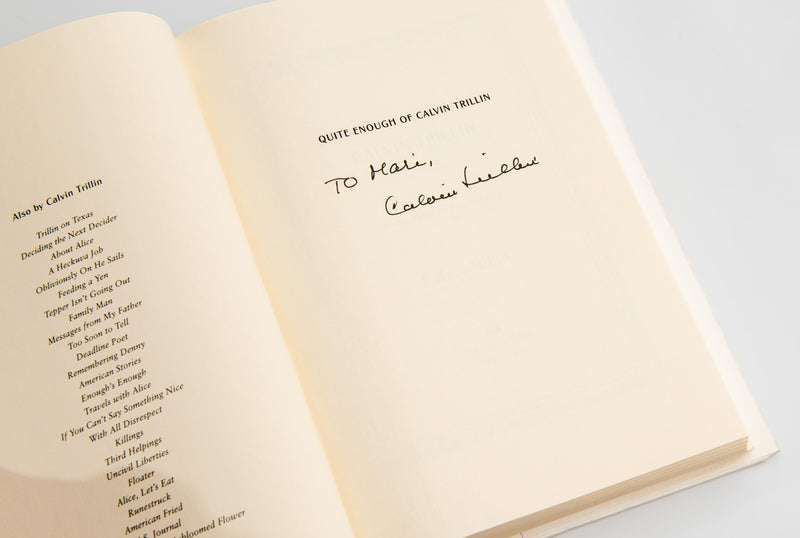 Also by Calvin Trillin
Trillin on Texas
Deciding the Next Decider
About Alice
A Heckuva Job
Obliviously On He Sails
Feeding a Yen
Tepper Isn't Going Out
Family Man
Messages from My Father
Too Soon to Tell
Deadline Poet
Remembering Denny
American Stories
Enough's Enough
Travels with Alice
If You Can't Say Something Nice
With All Disrespect
Killings
Third Helpings
Uncivil Liberties
Floater
Alice, Let's Eat
Runestruck
American Fried
Journal
Flower
QUITE ENOUGH OF CALVIN TRILLIN
TO Mari,
Calvin Trillin